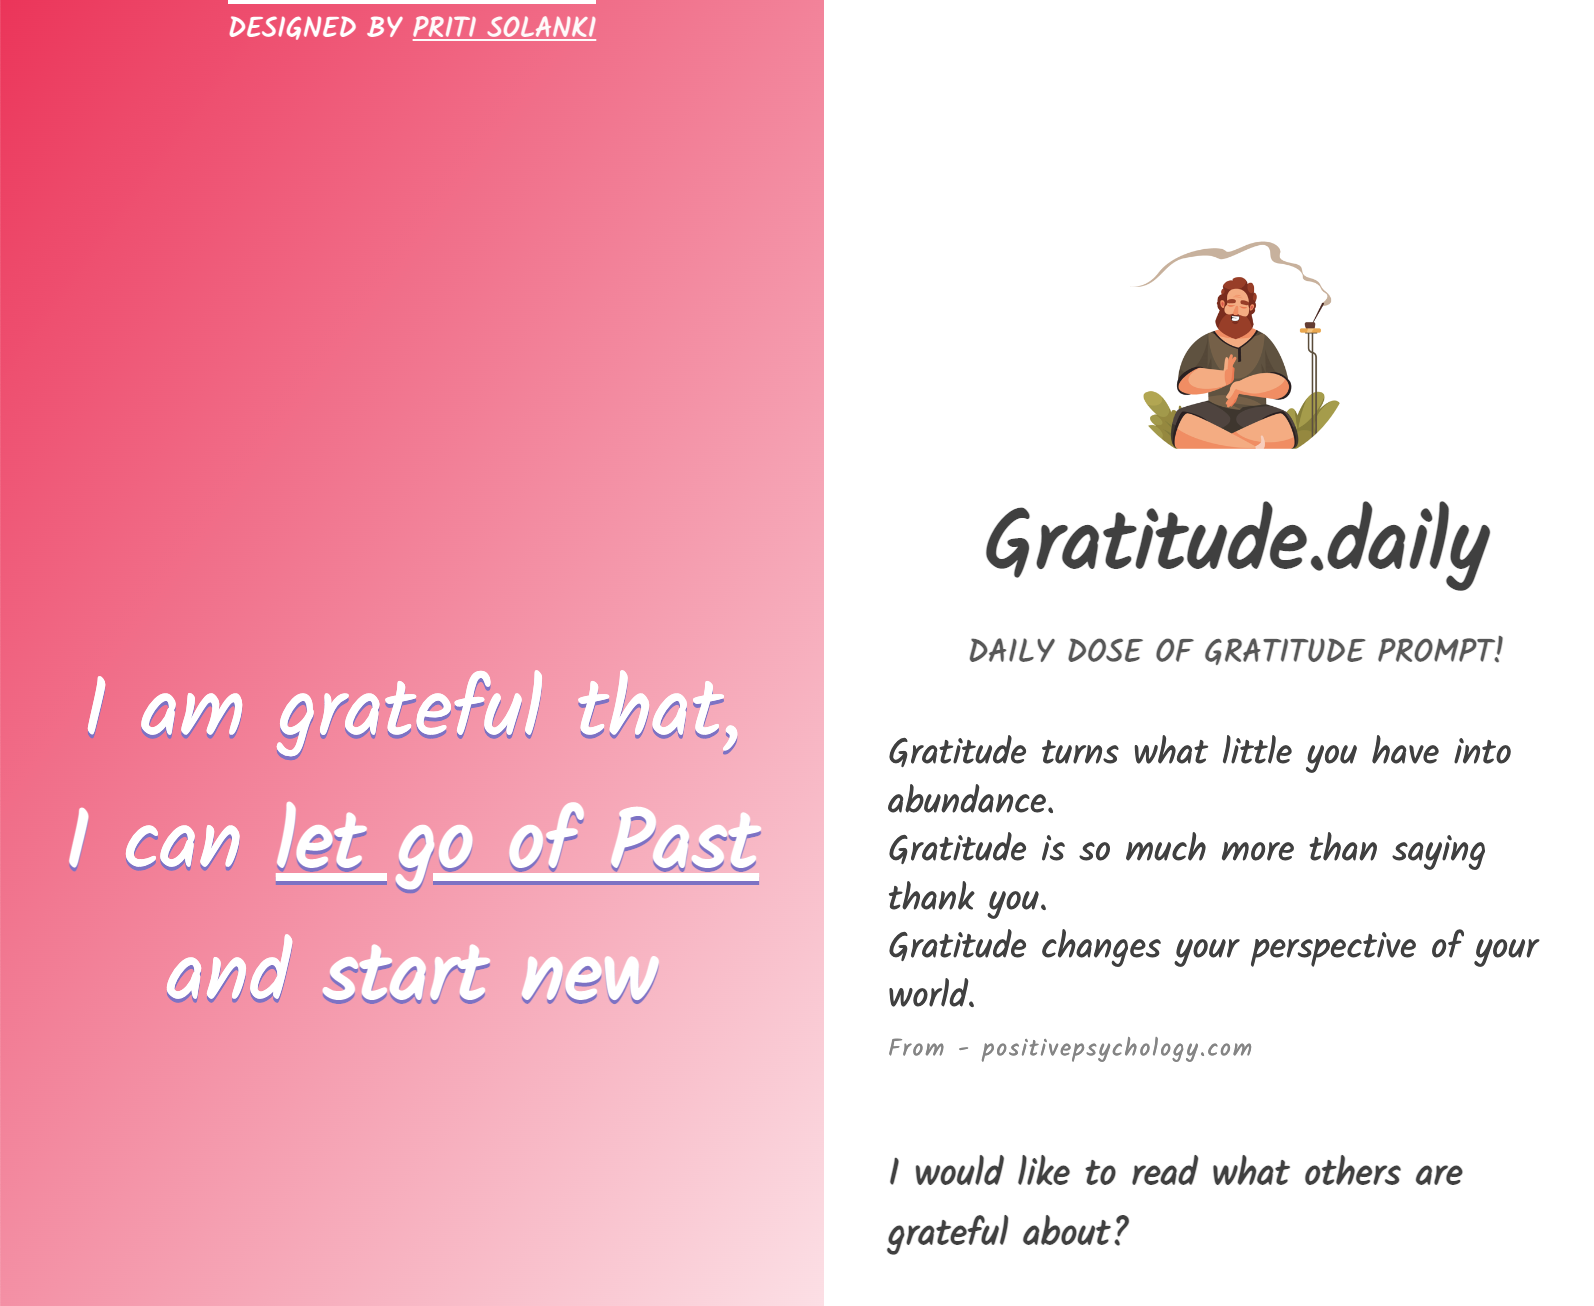 DESIGNED BY PRITI SOLANKI
I am grateful that,
I can let go of Past
and start new
Gratitude.daily
DAILY DOSE OF GRATITUDE PROMPT!
Gratitude turns what little you have into
abundance.
Gratitude is so much more than saying
thank you.
Gratitude changes your perspective of your
world.
From - positivepsychology.com
I would like to read what others are
grateful about?